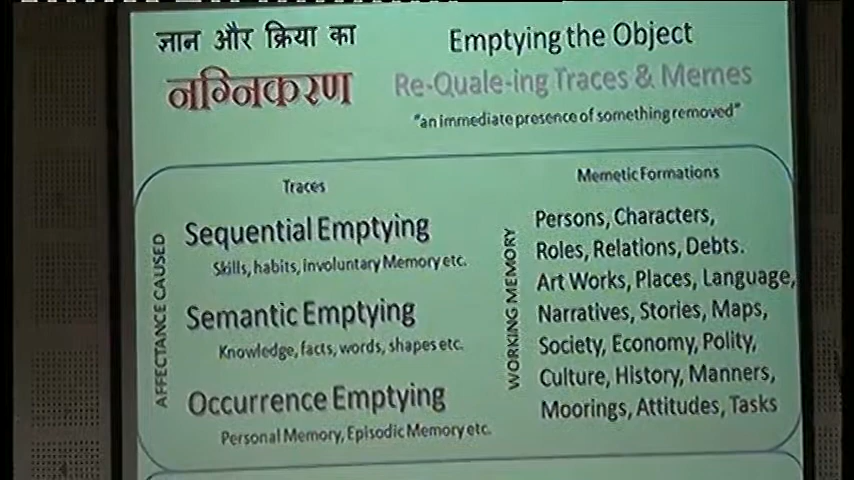 ज्ञान और क्रिया का
नग्निकरण
Emptying the Object
Re-Quale-ing Traces & Memes
"an immediate presence of something removed"
Traces
AFFECTANCE CAUSED
Sequential Emptying
Skills, habits, involuntary Memory etc.
Semantic Emptying
Knowledge, facts, words, shapes etc.
Occurrence Emptying
Personal Memory, Episodic Memory etc.
Memetic Formations
WORKING MEMORY
Persons, Characters,
Roles, Relations, Debts.
Art Works, Places, Language,
Narratives, Stories, Maps,
Society, Economy, Polity,
Culture, History, Manners,
Moorings, Attitudes, Tasks